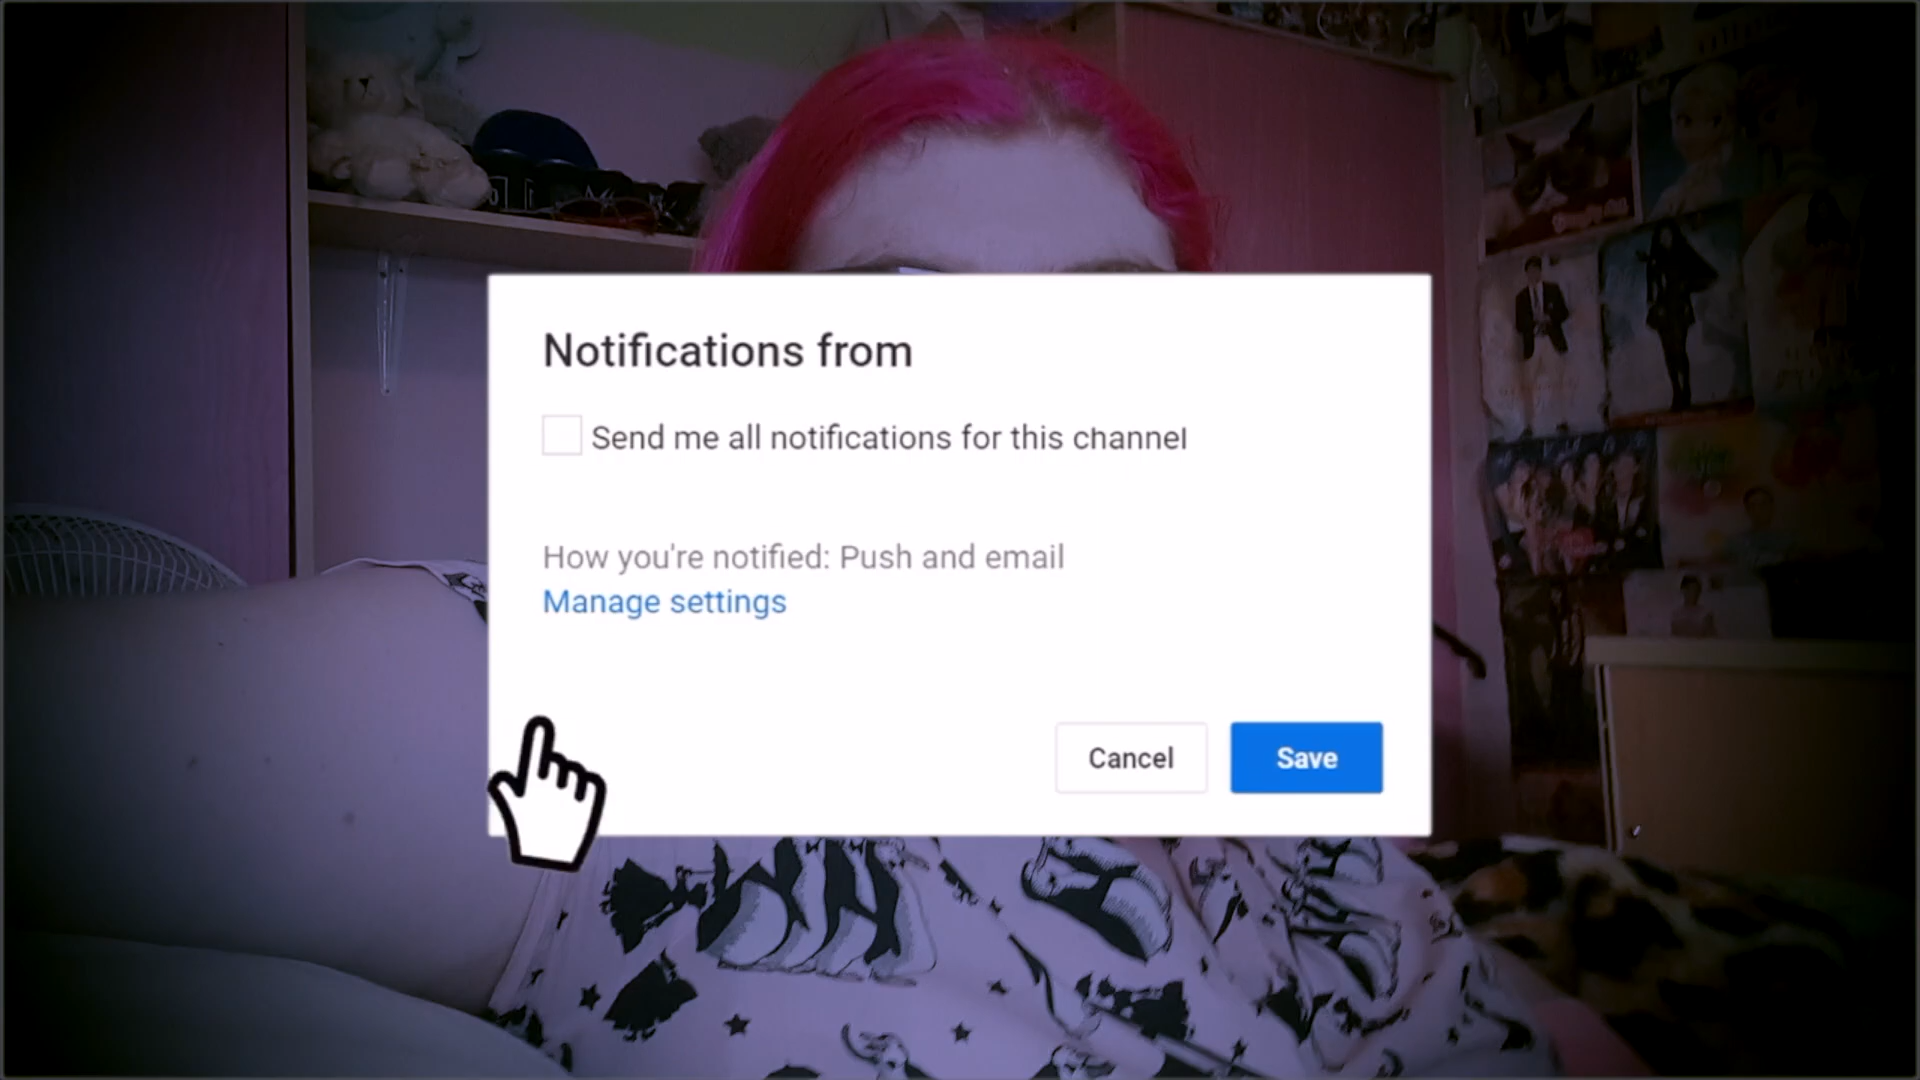 Notifications from
Send me all notifications for this channel
How you're notified: Push and email
Manage settings
Cancel
Save